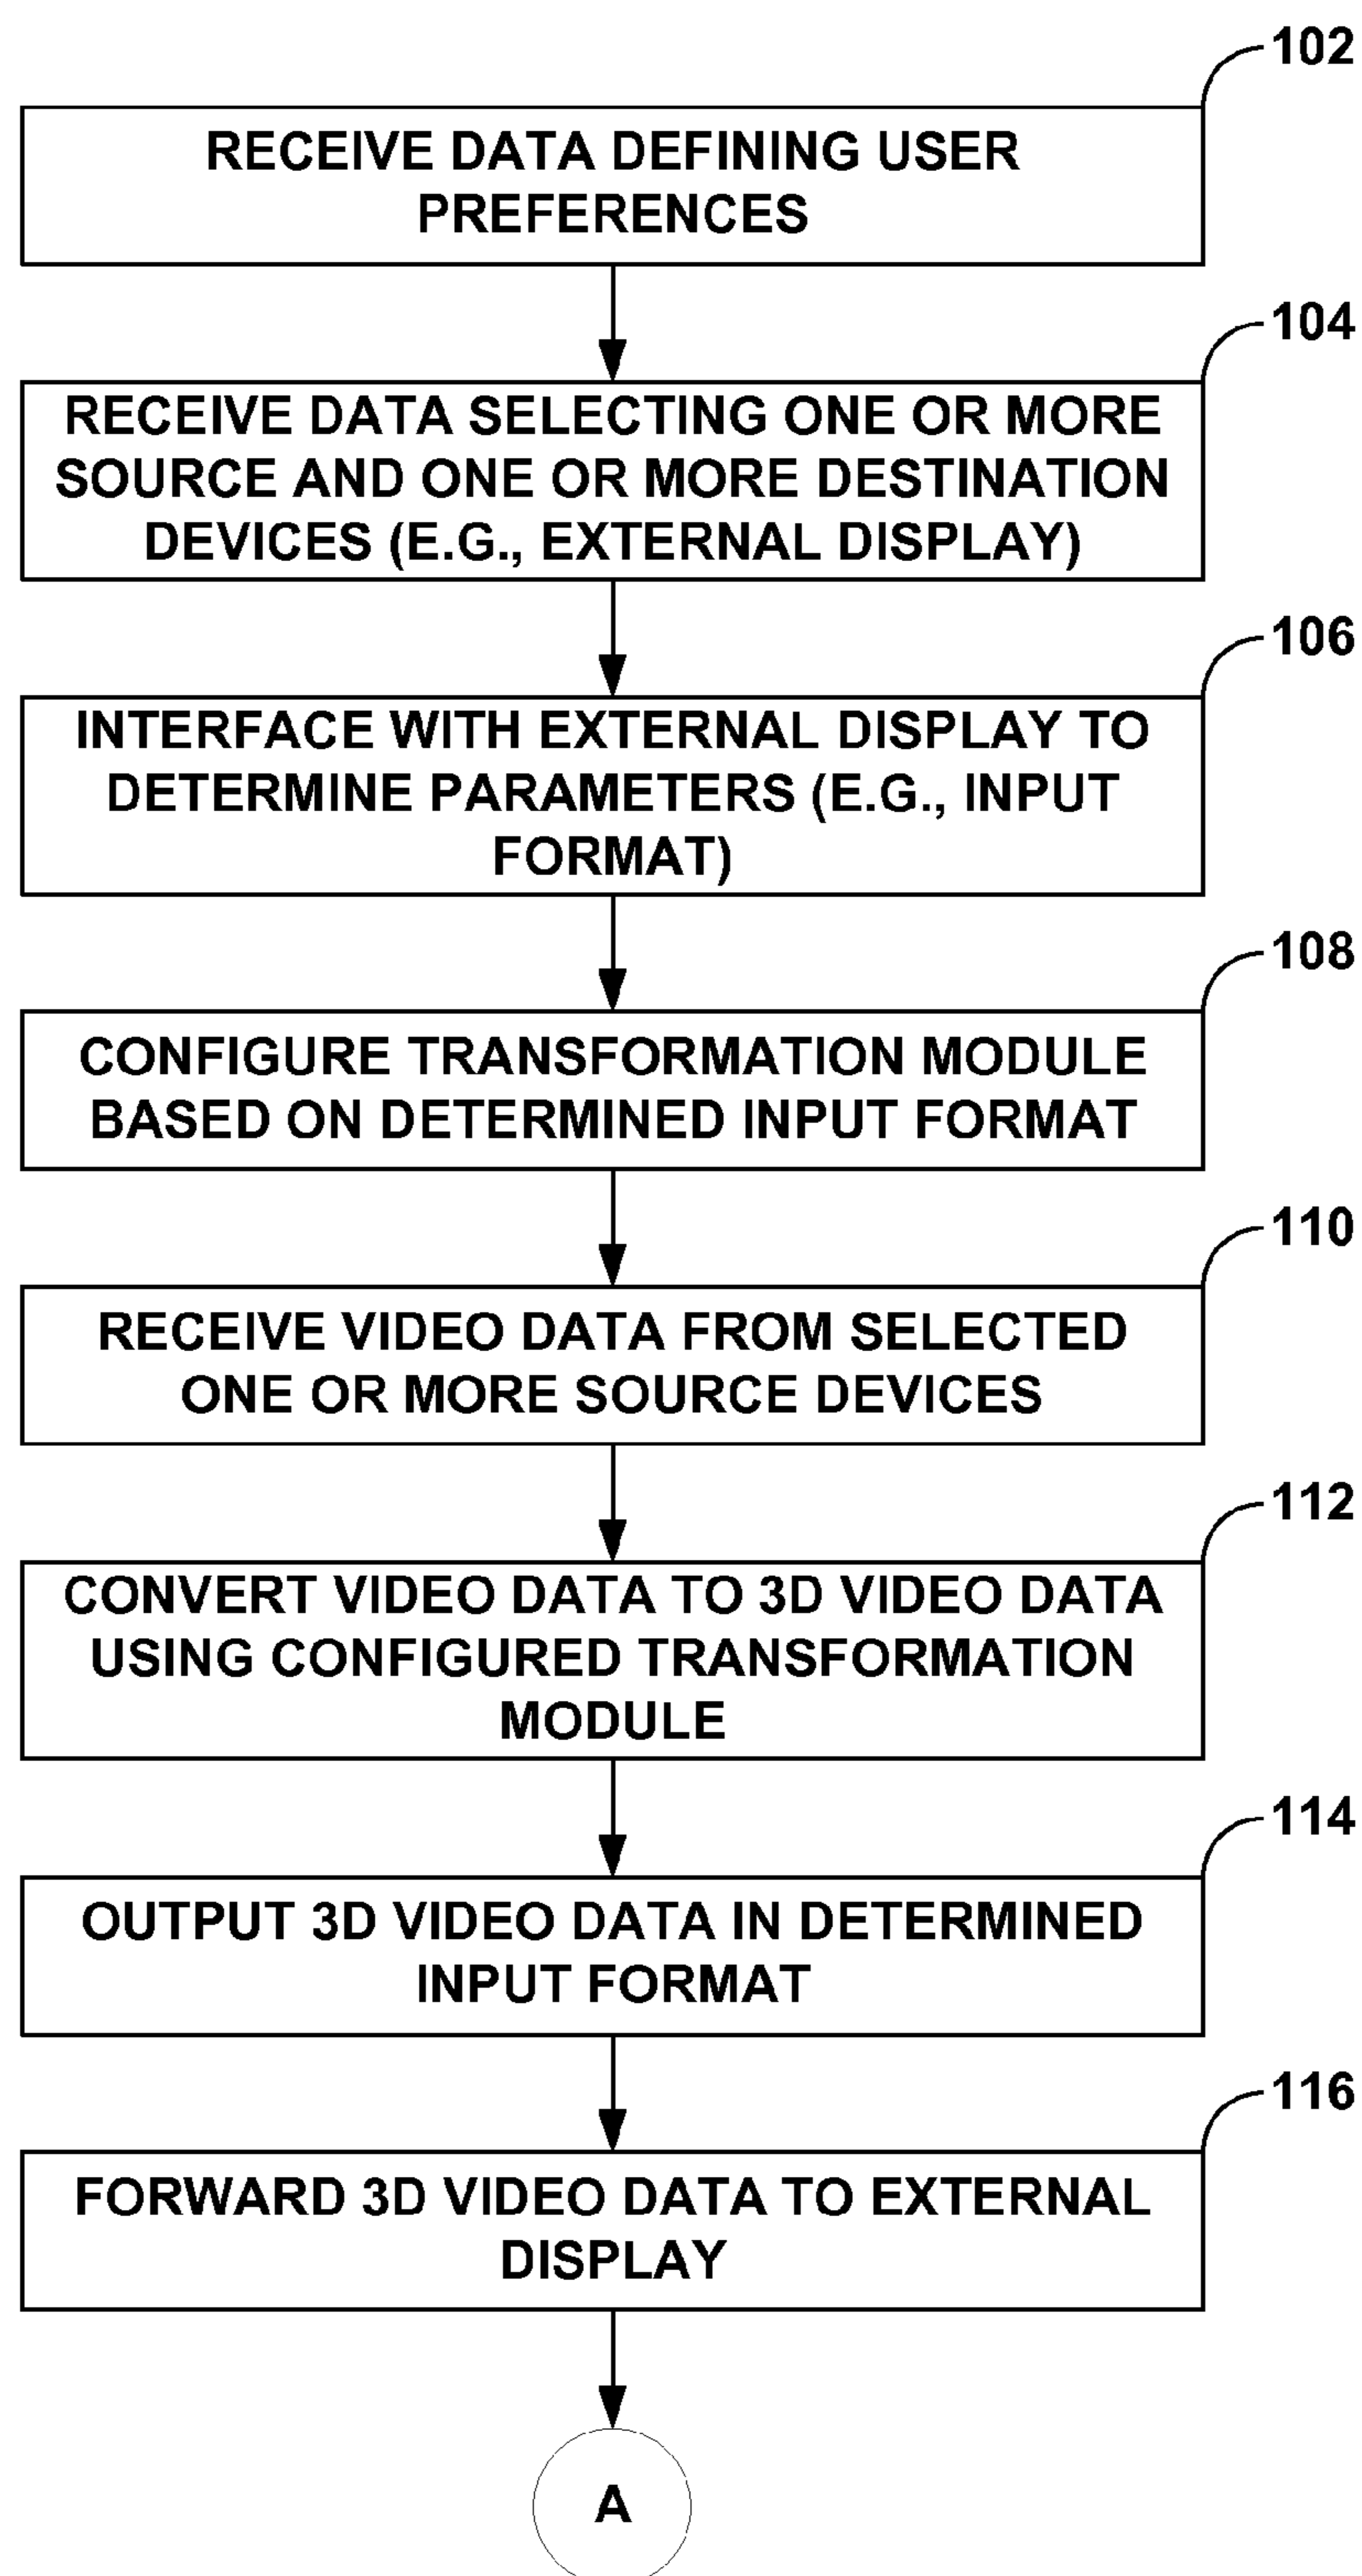 102
RECEIVE DATA DEFINING USER
PREFERENCES
104
RECEIVE DATA SELECTING ONE OR MORE
SOURCE AND ONE OR MORE DESTINATION
DEVICES (E.G., EXTERNAL DISPLAY)
106
INTERFACE WITH EXTERNAL DISPLAY TO
DETERMINE PARAMETERS (E.G., INPUT
FORMAT)
108
CONFIGURE TRANSFORMATION MODULE
BASED ON DETERMINED INPUT FORMAT
110
RECEIVE VIDEO DATA FROM SELECTED
ONE OR MORE SOURCE DEVICES
112
CONVERT VIDEO DATA TO 3D VIDEO DATA
USING CONFIGURED TRANSFORMATION
MODULE
114
OUTPUT 3D VIDEO DATA IN DETERMINED
INPUT FORMAT
116
FORWARD 3D VIDEO DATA TO EXTERNAL
DISPLAY
A